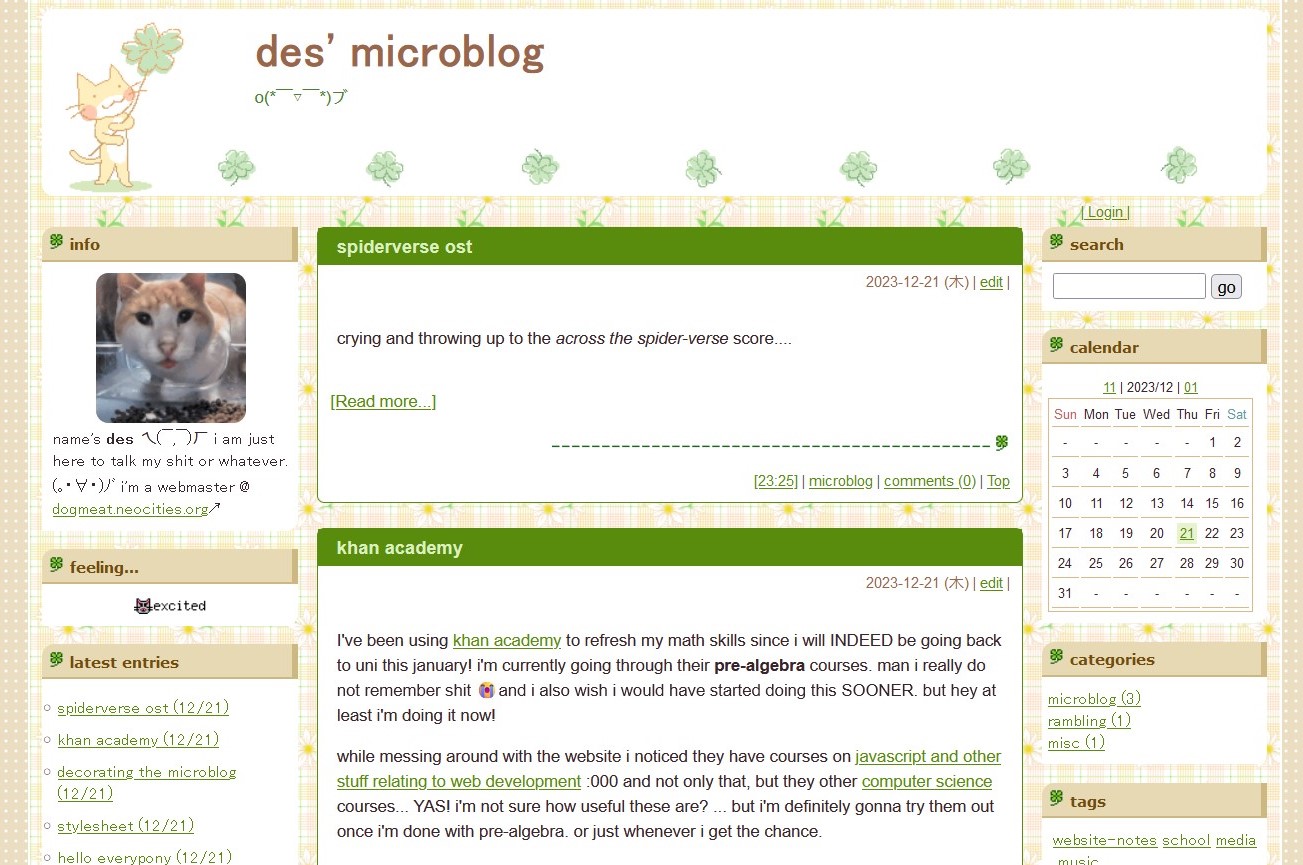 des' microblog
o(*￣▽￣*)ブ
| Login |
info
name's des ヘ(￣,￣)厂 i am just
here to talk my shit or whatever.
(｡･∀･)ﾉﾞ i'm a webmaster @
dogmeat.neocities.org↗
feeling...
excited
latest entries
spiderverse ost (12/21)
khan academy (12/21)
decorating the microblog
(12/21)
stylesheet (12/21)
hello everypony (12/21)
spiderverse ost
2023-12-21 (木) | edit |
crying and throwing up to the across the spider-verse score....
[Read more...]
[23:25] | microblog | comments (0) | Top
khan academy
2023-12-21 (木) | edit |
I've been using khan academy to refresh my math skills since i will INDEED be going back
to uni this january! i'm currently going through their pre-algebra courses. man i really do
not remember shit 😭 and i also wish i would have started doing this SOONER. but hey at
least i'm doing it now!
while messing around with the website i noticed they have courses on javascript and other
stuff relating to web development :000 and not only that, but they other computer science
courses... YAS! i'm not sure how useful these are? ... but i'm definitely gonna try them out
once i'm done with pre-algebra. or just whenever i get the chance.
search
go
calendar
11 | 2023/12 | 01
Sun Mon Tue Wed Thu Fri Sat
- - - - - 1 2
3 4 5 6 7 8 9
10 11 12 13 14 15 16
17 18 19 20 21 22 23
24 25 26 27 28 29 30
31 - - - - - -
categories
microblog (3)
rambling (1)
misc (1)
tags
website-notes school media
music